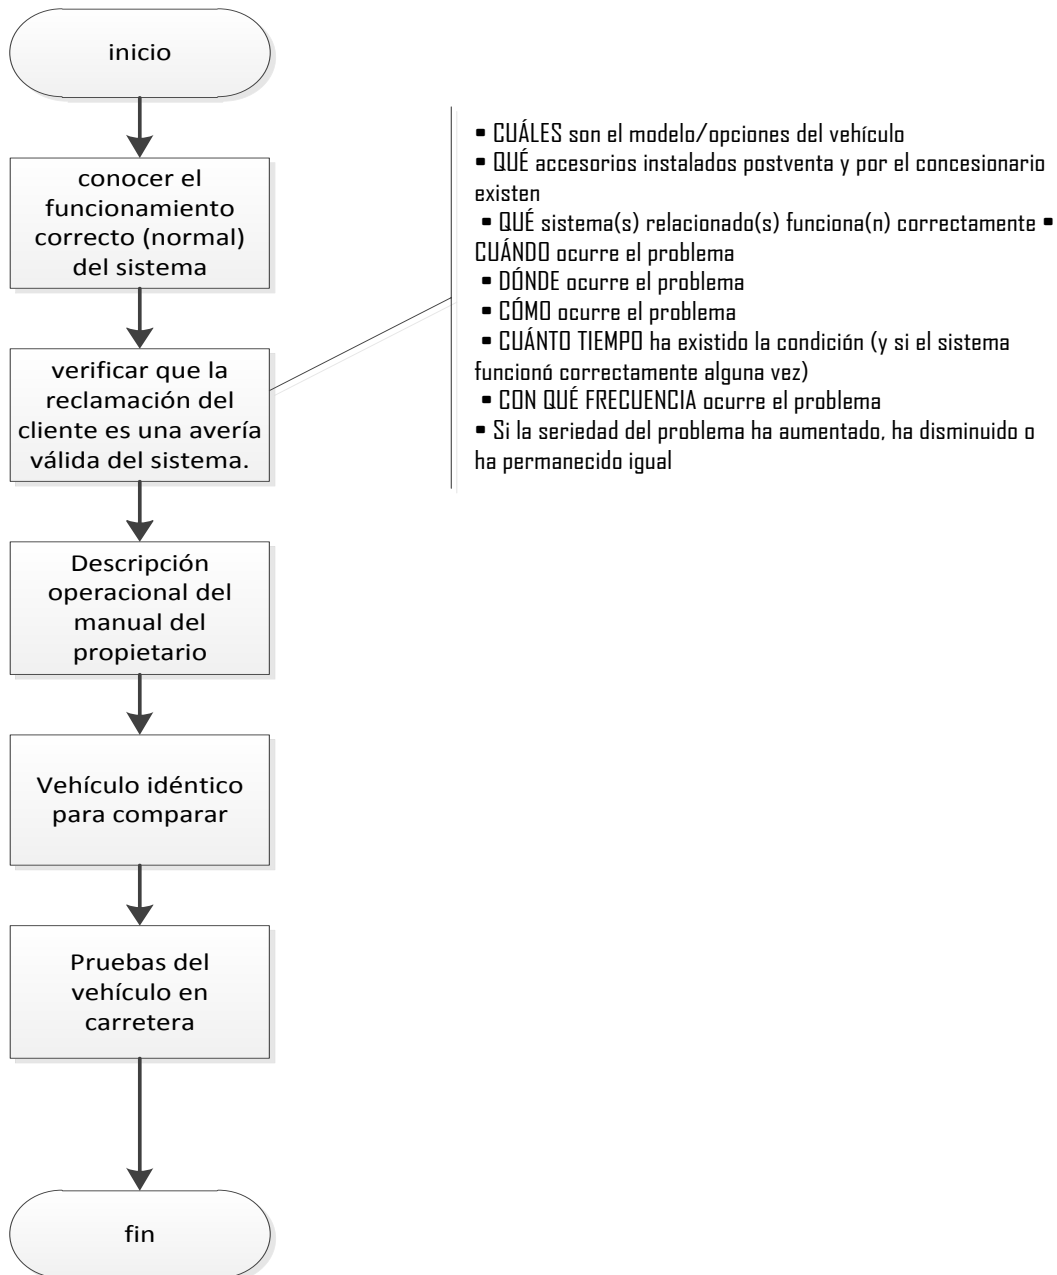 inicio
conocer el
funcionamiento
correcto (normal)
del sistema
verificar que la
reclamación del
cliente es una avería
válida del sistema.
▪ CUÁLES son el modelo/opciones del vehículo
▪ QUÉ accesorios instalados postventa y por el concesionario
existen
▪ QUÉ sistema(s) relacionado(s) funciona(n) correctamente ▪
CUÁNDO ocurre el problema
▪ DÓNDE ocurre el problema
▪ CÓMO ocurre el problema
▪ CUÁNTO TIEMPO ha existido la condición (y si el sistema
funcionó correctamente alguna vez)
▪ CON QUÉ FRECUENCIA ocurre el problema
▪ Si la seriedad del problema ha aumentado, ha disminuido o
ha permanecido igual
Descripción
operacional del
manual del
propietario
Vehículo idéntico
para comparar
Pruebas del
vehículo en
carretera
fin